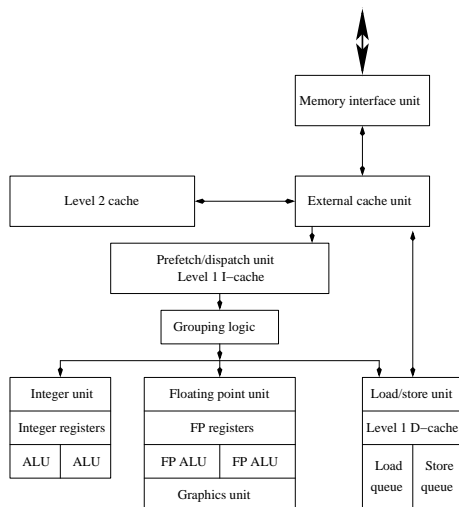 Memory interface unit
Level 2 cache
External cache unit
Prefetch/dispatch unit
Level 1 I−cache
Grouping logic
Integer unit
Floating point unit
Load/store unit
Integer registers
FP registers
Level 1 D−cache
ALU
ALU
FP ALU
FP ALU
Load
queue
Store
queue
Graphics unit